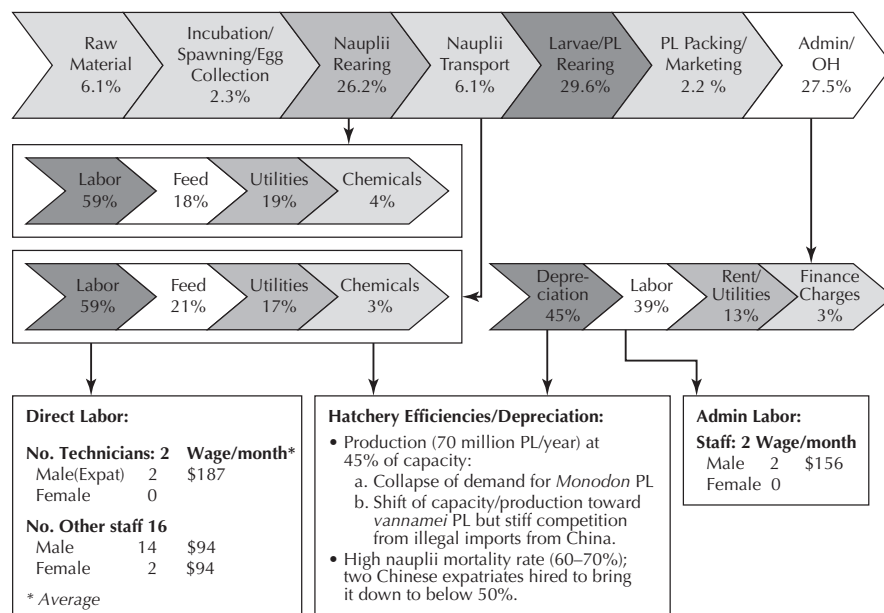 Raw
Material
6.1%
Incubation/
Spawning/Egg
Collection
2.3%
Nauplii
Rearing
26.2%
Nauplii
Transport
6.1%
Larvae/PL
Rearing
29.6%
PL Packing/
Marketing
2.2 %
Admin/
OH
27.5%
Labor
59%
Feed
18%
Utilities
19%
Chemicals
4%
Labor
59%
Feed
21%
Utilities
17%
Chemicals
3%
Depre-
ciation
45%
Labor
39%
Rent/
Utilities
13%
Finance
Charges
3%
Direct Labor:
No. Technicians: 2 Wage/month*
Male(Expat) 2 $187
Female 0
No. Other staff 16
Male 14 $94
Female 2 $94
* Average
Hatchery Efficiencies/Depreciation:
• Production (70 million PL/year) at
45% of capacity:
a. Collapse of demand for Monodon PL
b. Shift of capacity/production toward
vannamei PL but stiff competition
from illegal imports from China.
• High nauplii mortality rate (60–70%);
two Chinese expatriates hired to bring
it down to below 50%.
Admin Labor:
Staff: 2 Wage/month
Male 2 $156
Female 0